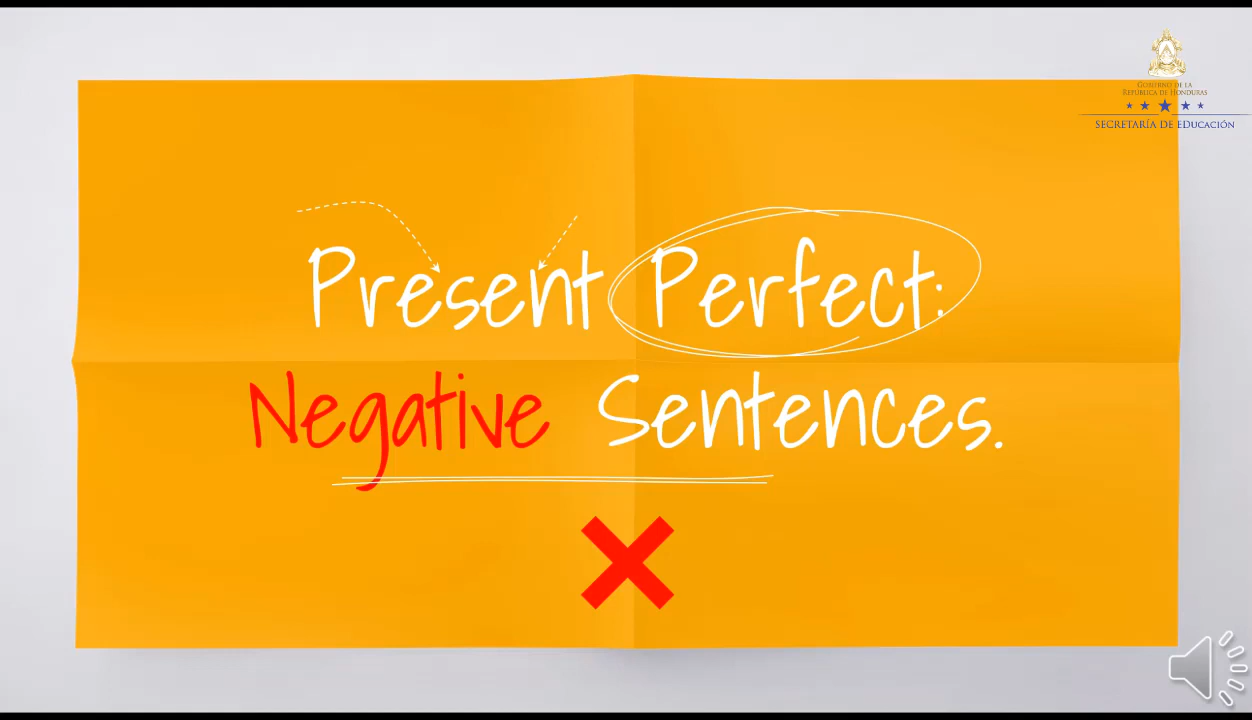 GOBIERNO DE LA
REPÚBLICA DE HONDURAS
SECRETARÍA DE EDUCACIÓN
Present Perfect:
Negative Sentences.